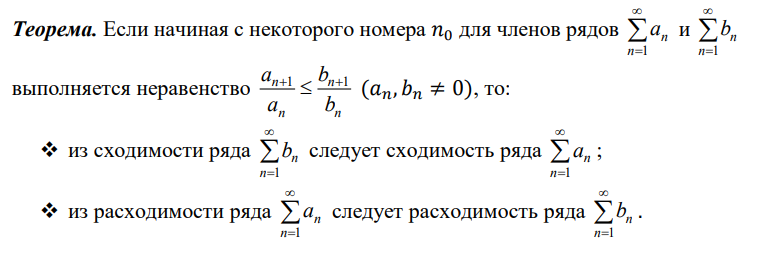 Теорема. Если начиная с некоторого номера $n_0$ для членов рядов $\sum_{n=1}^{\infty} a_n$ и $\sum_{n=1}^{\infty} b_n$
выполняется неравенство $\frac{a_{n+1}}{a_n} \le \frac{b_{n+1}}{b_n}$ $(a_n, b_n \ne 0)$, то:
❖ из сходимости ряда $\sum_{n=1}^{\infty} b_n$ следует сходимость ряда $\sum_{n=1}^{\infty} a_n$ ;
❖ из расходимости ряда $\sum_{n=1}^{\infty} a_n$ следует расходимость ряда $\sum_{n=1}^{\infty} b_n$ .